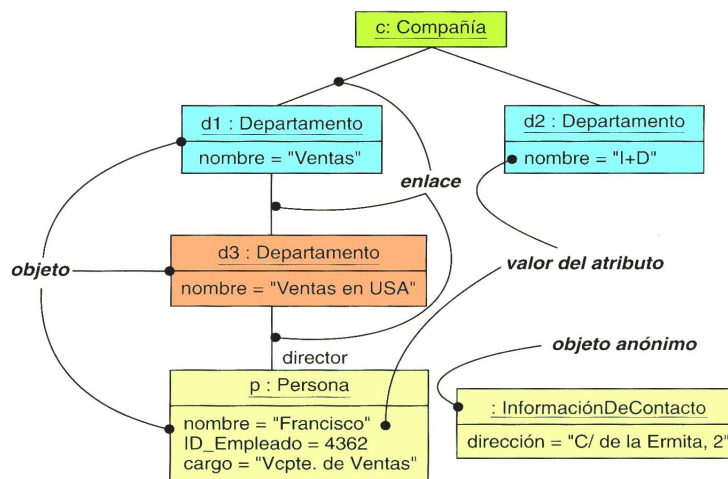 c: Compañía
d1 : Departamento
nombre = "Ventas"
d2 : Departamento
nombre = "I+D"
enlace
d3 : Departamento
nombre = "Ventas en USA"
objeto
valor del atributo
director
objeto anónimo
p : Persona
nombre = "Francisco"
ID_Empleado = 4362
cargo = "Vcpte. de Ventas"
: InformaciónDeContacto
dirección = "C/ de la Ermita, 2"